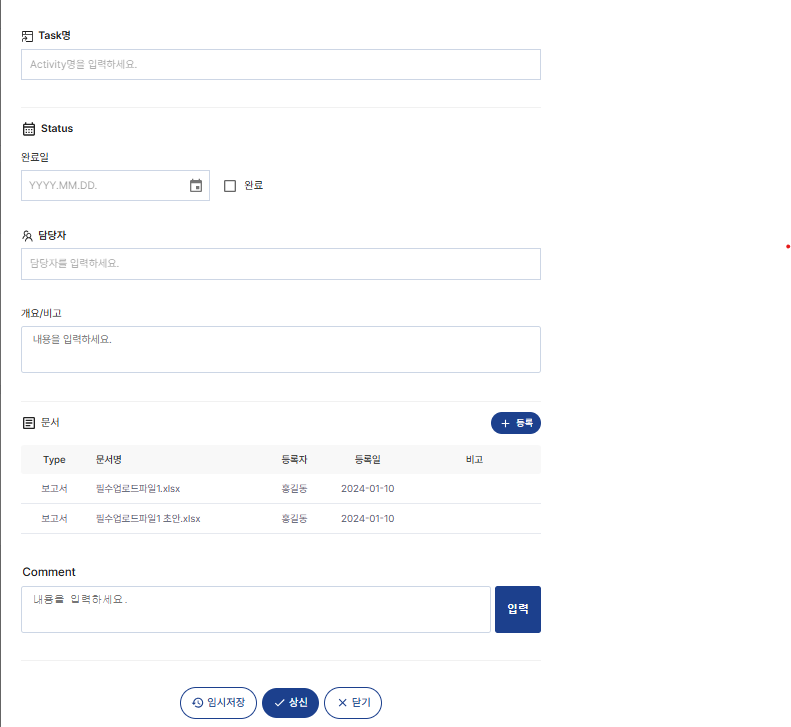 Task명
Activity명을 입력하세요.
Status
완료일
YYYY.MM.DD.
완료
담당자
담당자를 입력하세요.
개요/비고
내용을 입력하세요.
문서
+ 등록
Type 문서명 등록자 등록일 비고
보고서 필수업로드파일1.xlsx 홍길동 2024-01-10
보고서 필수업로드파일1 초안.xlsx 홍길동 2024-01-10
Comment
내용을 입력하세요.
입력
임시저장 상신 닫기